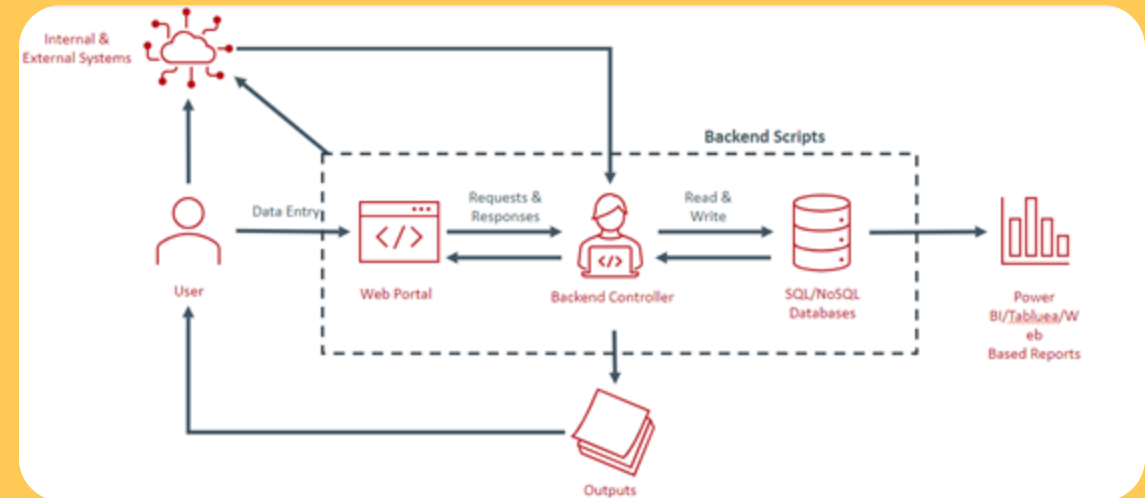 Internal &
External Systems
Backend Scripts
Data Entry
Requests &
Responses
Read &
Write
User
Web Portal
Backend Controller
SQL/NoSQL
Databases
Power
BI/Tabluea/W
eb
Based Reports
Outputs